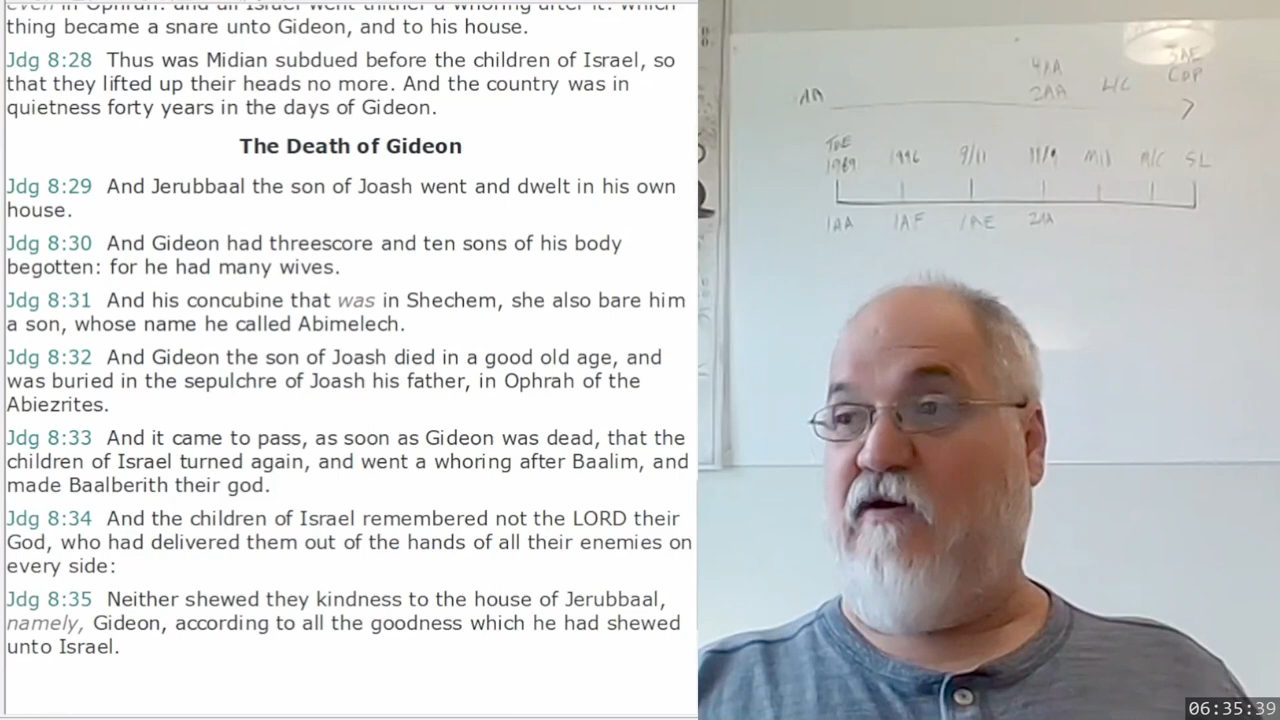 even in Ophrah: and all Israel went thither a whoring after it: which
thing became a snare unto Gideon, and to his house.
Jdg 8:28 Thus was Midian subdued before the children of Israel, so
that they lifted up their heads no more. And the country was in
quietness forty years in the days of Gideon.
The Death of Gideon
Jdg 8:29 And Jerubbaal the son of Joash went and dwelt in his own
house.
Jdg 8:30 And Gideon had threescore and ten sons of his body
begotten: for he had many wives.
Jdg 8:31 And his concubine that was in Shechem, she also bare him
a son, whose name he called Abimelech.
Jdg 8:32 And Gideon the son of Joash died in a good old age, and
was buried in the sepulchre of Joash his father, in Ophrah of the
Abiezrites.
Jdg 8:33 And it came to pass, as soon as Gideon was dead, that the
children of Israel turned again, and went a whoring after Baalim, and
made Baalberith their god.
Jdg 8:34 And the children of Israel remembered not the LORD their
God, who had delivered them out of the hands of all their enemies on
every side:
Jdg 8:35 Neither shewed they kindness to the house of Jerubbaal,
namely, Gideon, according to all the goodness which he had shewed
unto Israel.
4AA
2AA L/C
COP
1989 1996 9/11 11/9 SL
1AA 1AF 1AE 2AA
06:35:39